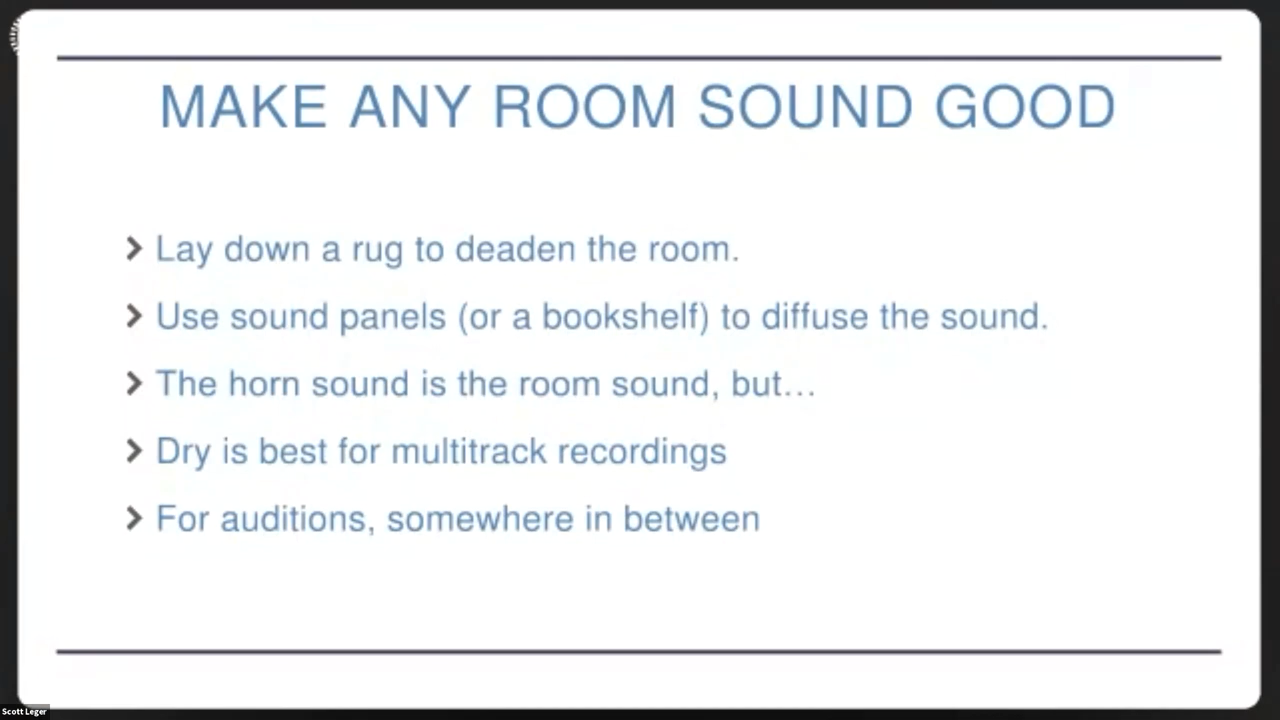 MAKE ANY ROOM SOUND GOOD
Lay down a rug to deaden the room.
Use sound panels (or a bookshelf) to diffuse the sound.
The horn sound is the room sound, but…
Dry is best for multitrack recordings
For auditions, somewhere in between
Scott Leger